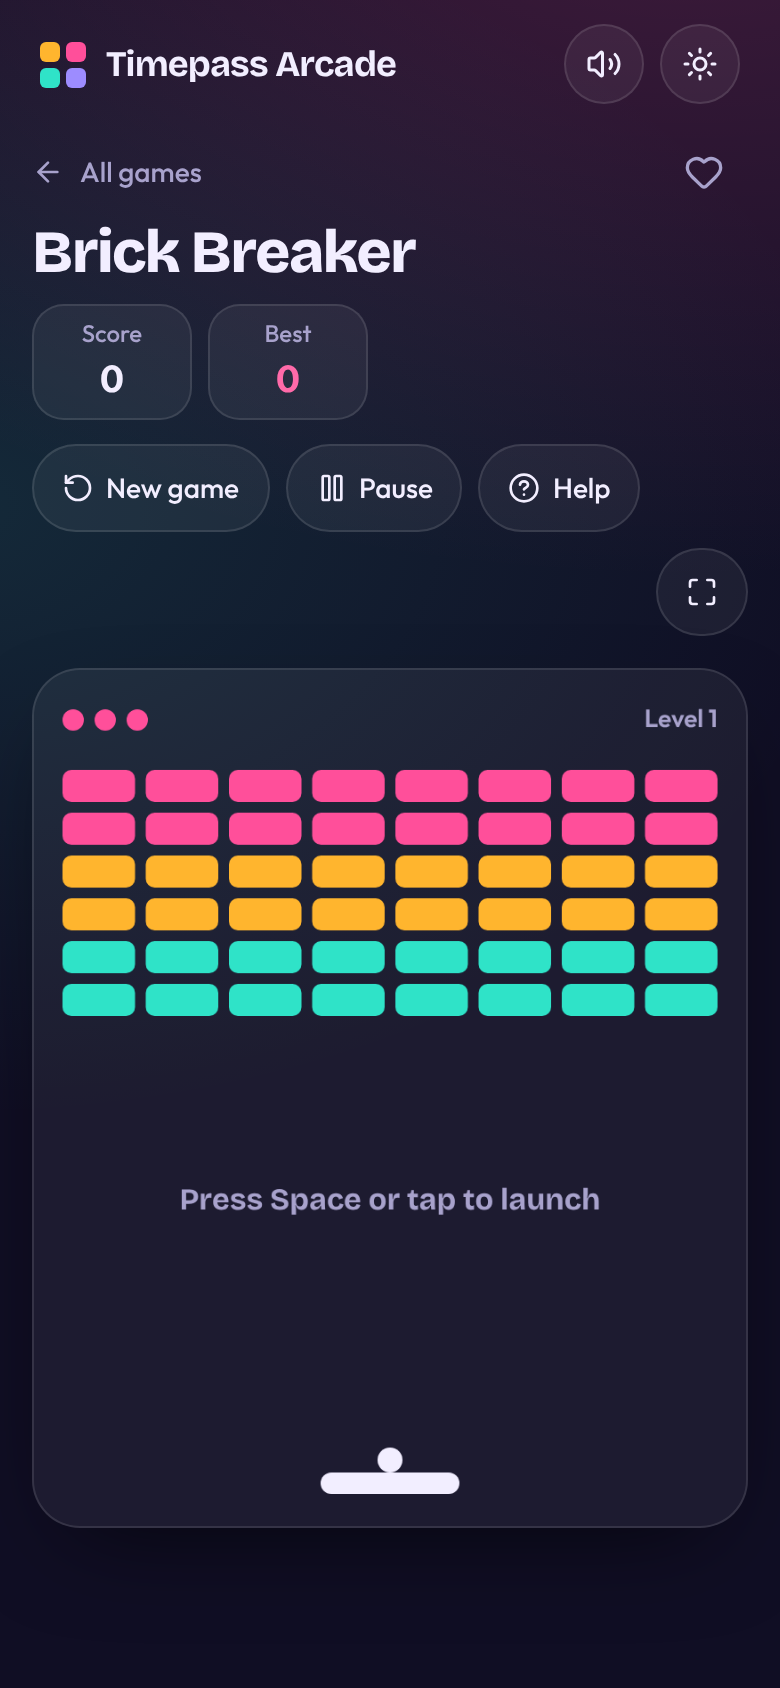 Timepass Arcade
All games
Brick Breaker
Score
0
Best
0
New game
Pause
Help
Level 1
Press Space or tap to launch